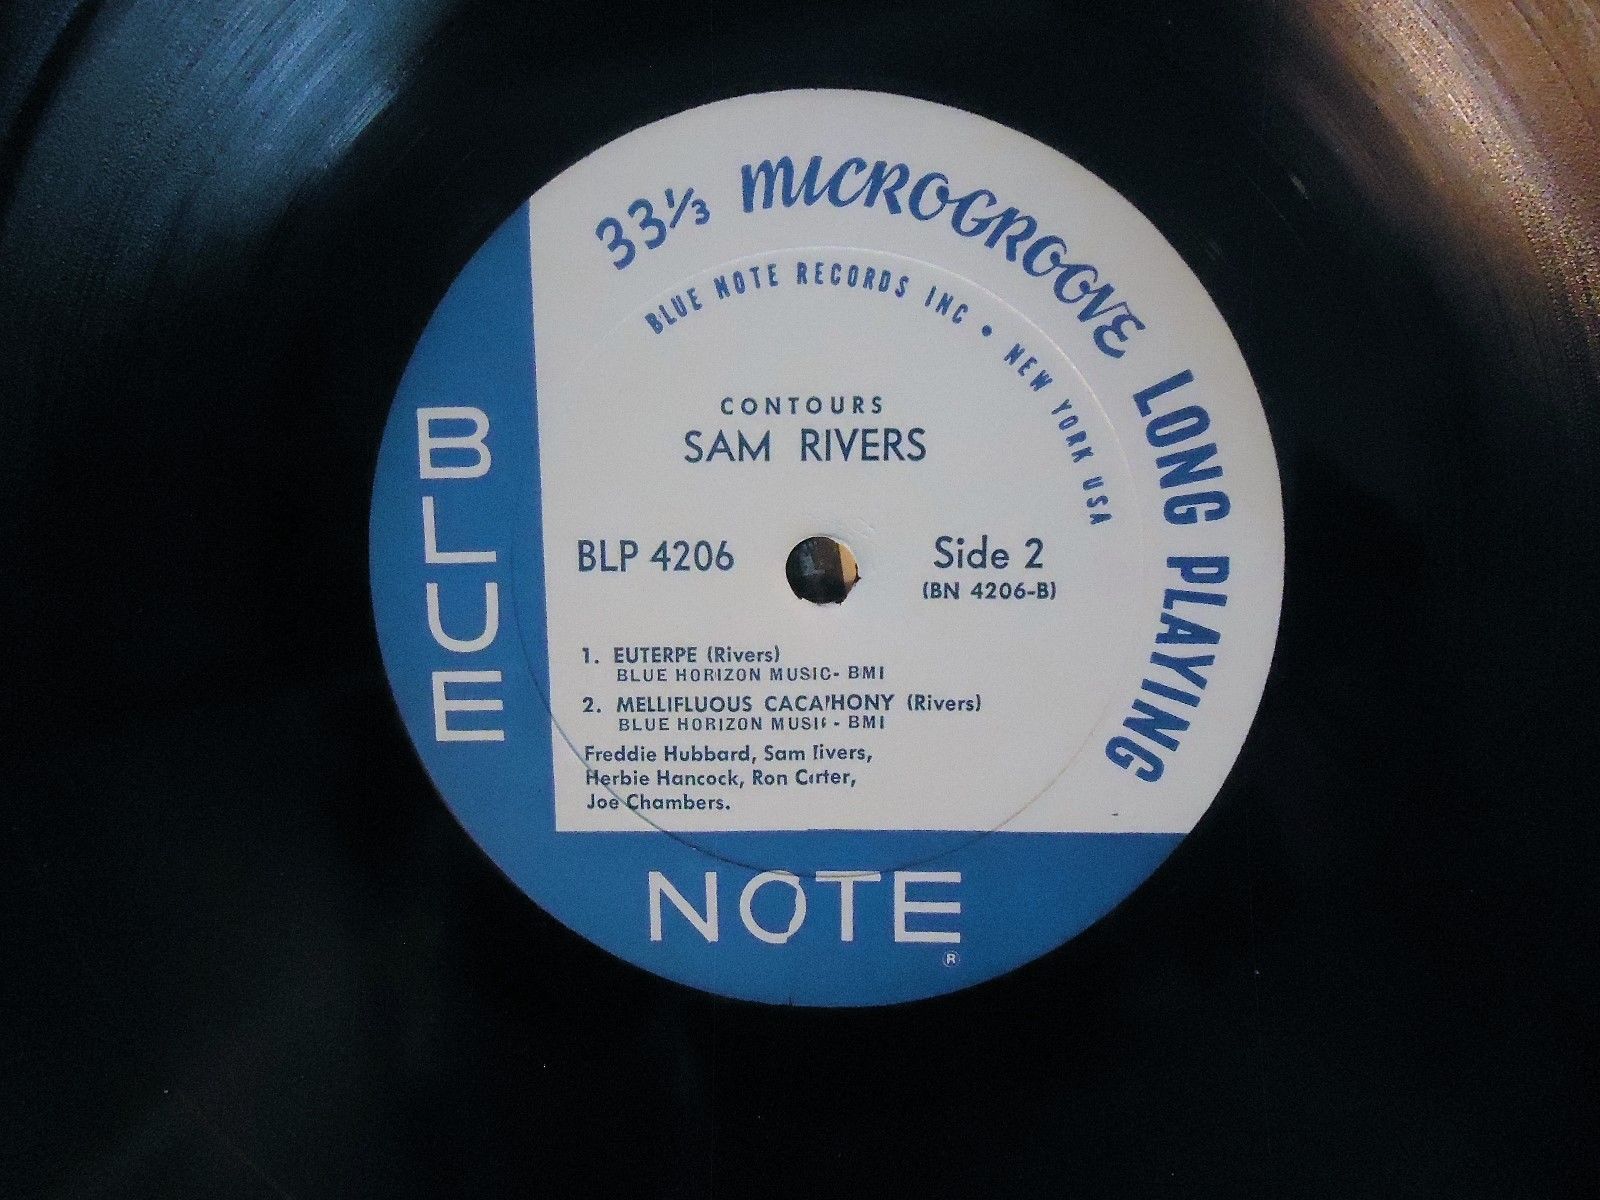 33⅓ MICROGROOVE LONG PLAYING
BLUE NOTE RECORDS INC • NEW YORK USA
CONTOURS
SAM RIVERS
BLP 4206
Side 2
(BN 4206-B)
1. EUTERPE (Rivers)
BLUE HORIZON MUSIC- BMI
2. MELLIFLUOUS CACAPHONY (Rivers)
BLUE HORIZON MUSIC - BMI
Freddie Hubbard, Sam Rivers,
Herbie Hancock, Ron Carter,
Joe Chambers.
BLUE
NOTE
®